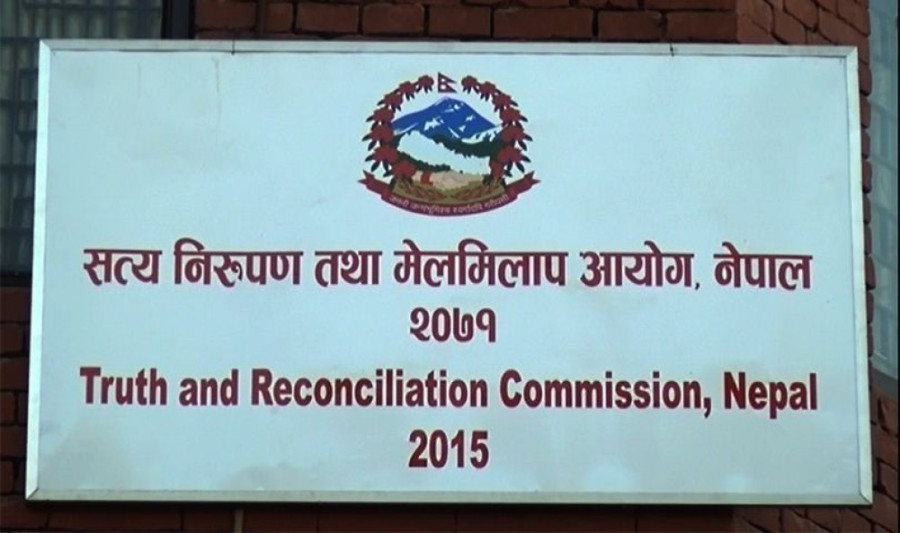 सत्य निरुपण तथा मेलमिलाप आयोग, नेपाल
२०७१
Truth and Reconciliation Commission, Nepal
2015